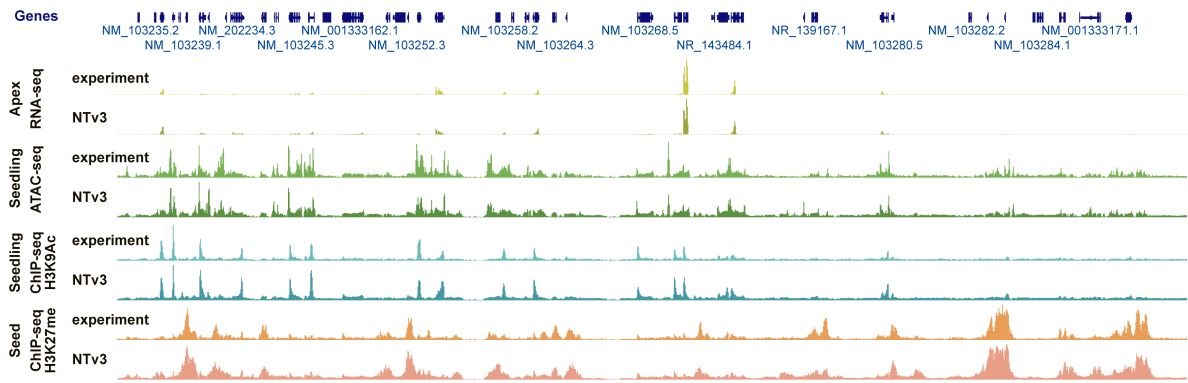 Genes
NM_103235.2 NM_202234.3 NM_001333162.1 NM_103258.2 NM_103268.5 NR_139167.1 NM_103282.2 NM_001333171.1
NM_103239.1 NM_103245.3 NM_103252.3 NM_103264.3 NR_143484.1 NM_103280.5 NM_103284.1
Apex
RNA-seq
experiment
NTv3
Seedling
ATAC-seq
experiment
NTv3
Seedling
ChIP-seq
H3K9Ac
experiment
NTv3
Seed
ChIP-seq
H3K27me
experiment
NTv3